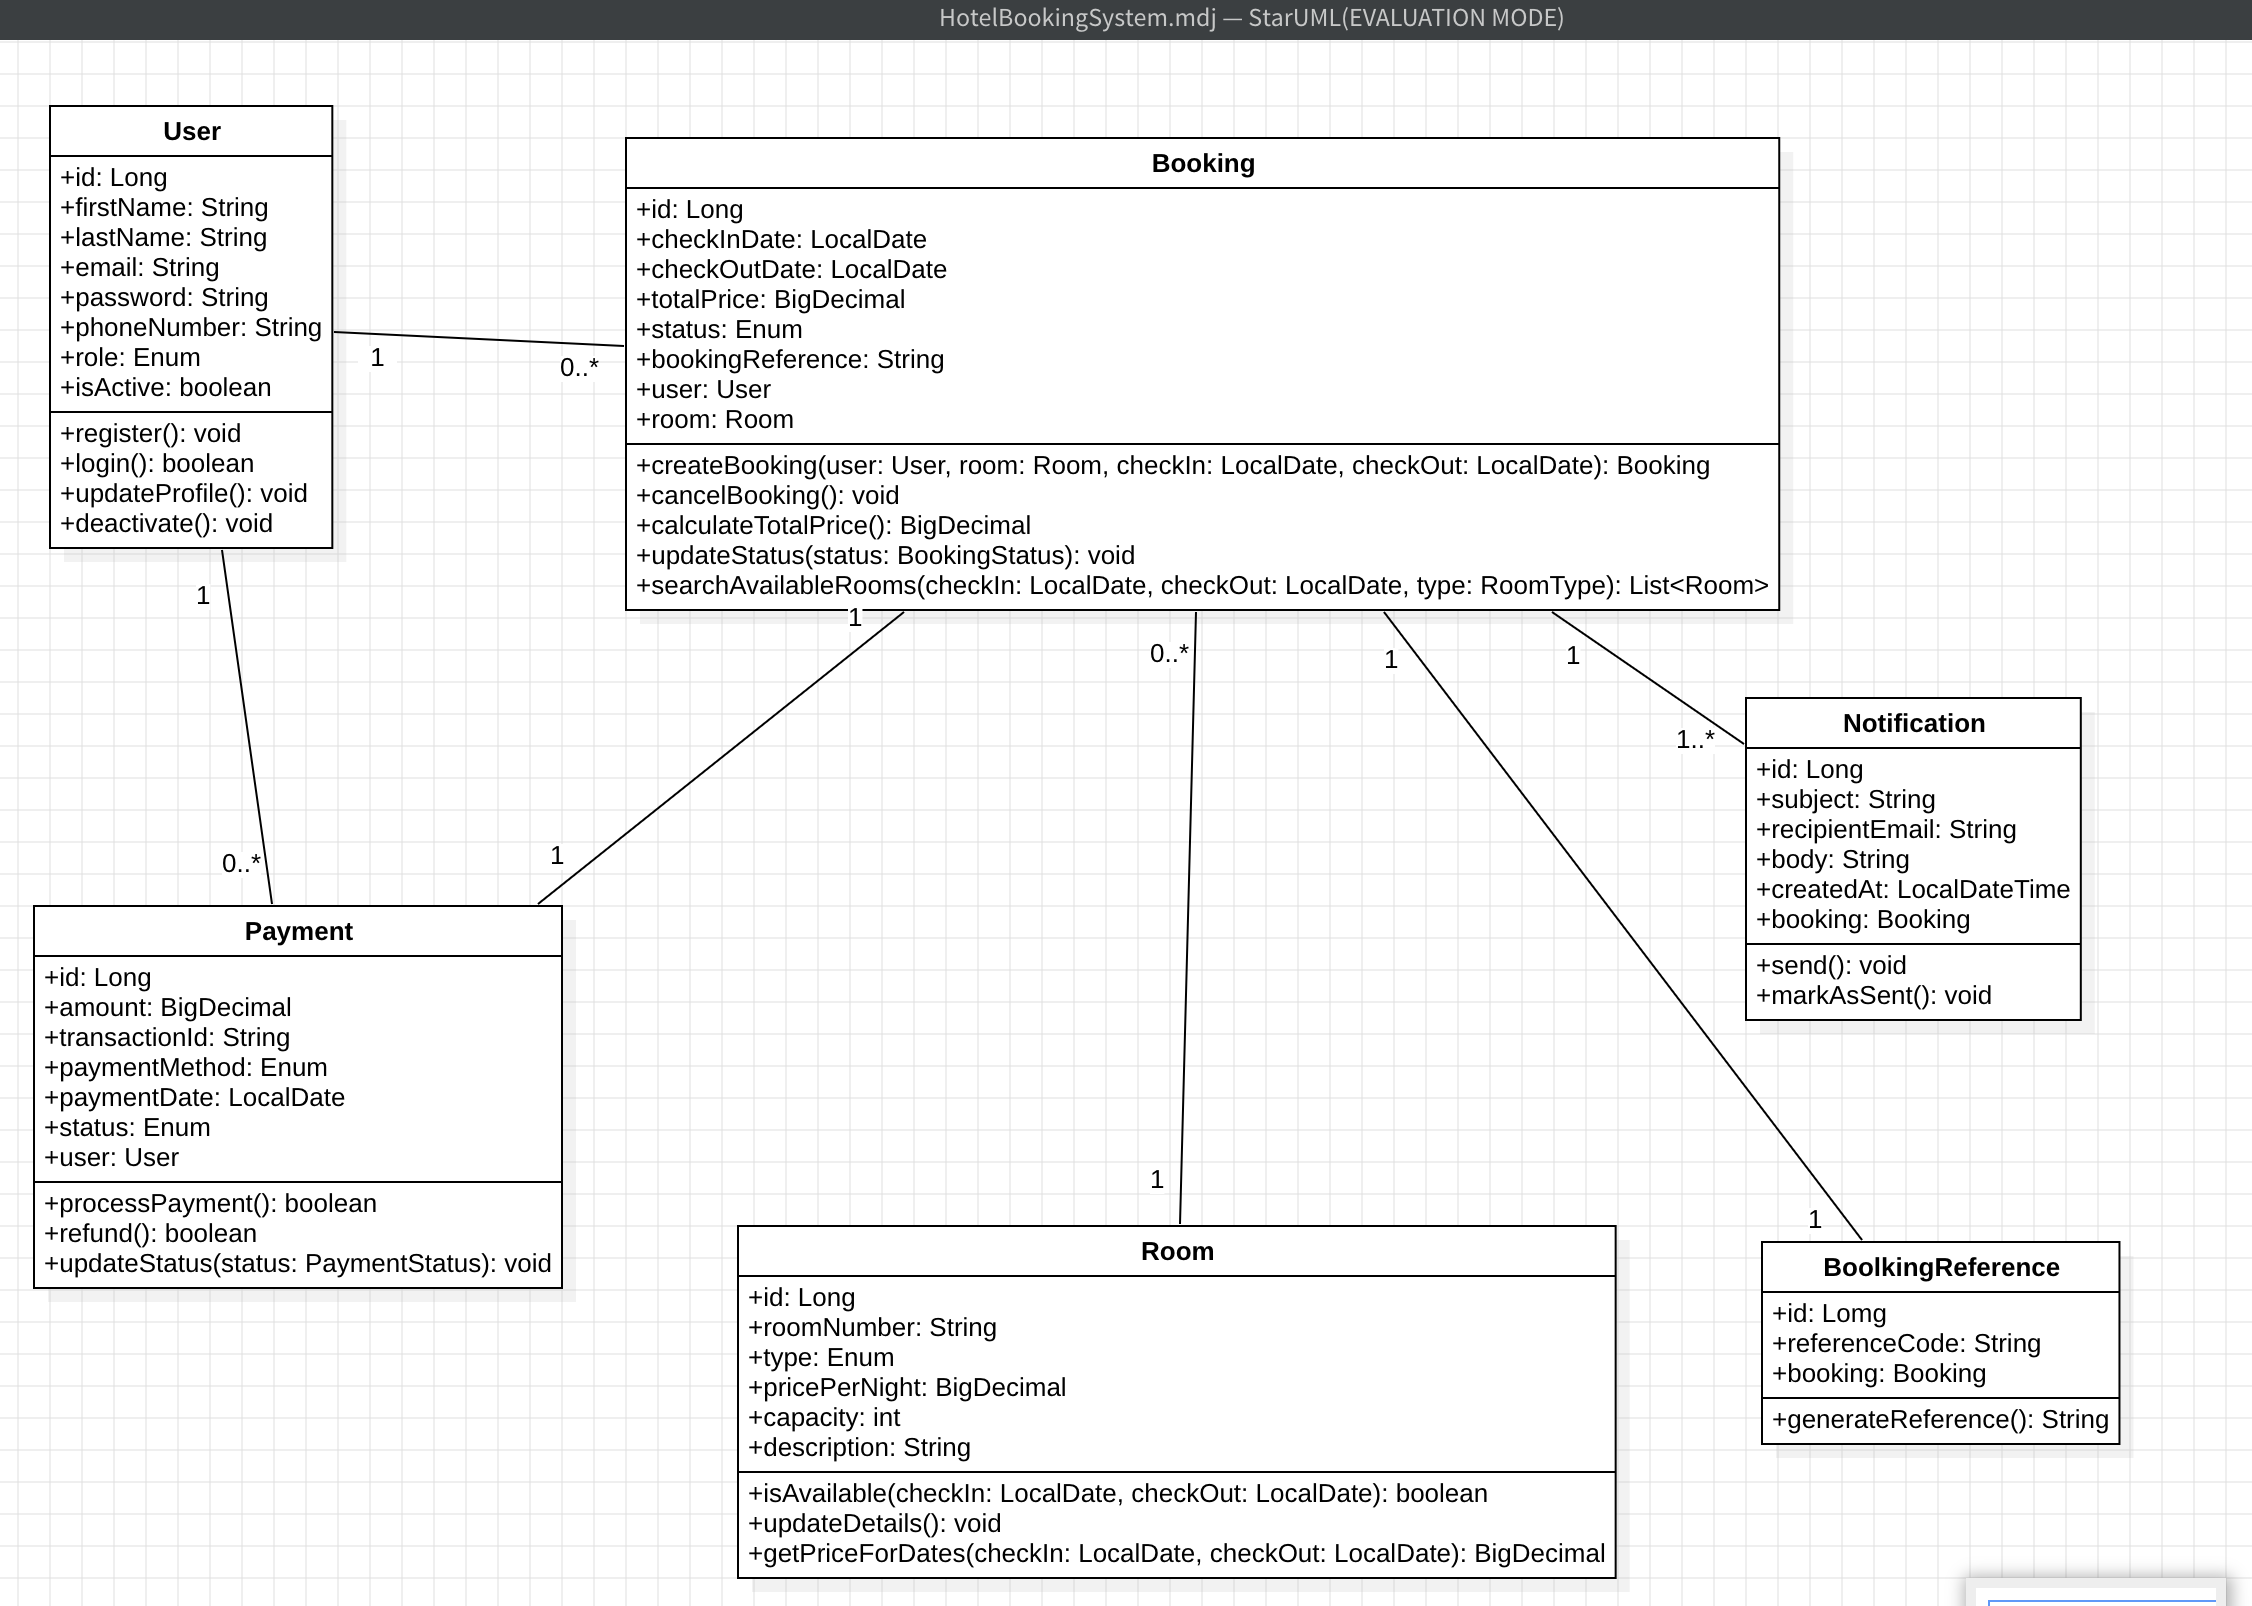 HotelBookingSystem.mdj — StarUML(EVALUATION MODE)
User
+id: Long
+firstName: String
+lastName: String
+email: String
+password: String
+phoneNumber: String
+role: Enum
+isActive: boolean
+register(): void
+login(): boolean
+updateProfile(): void
+deactivate(): void
1
0..*
Booking
+id: Long
+checkInDate: LocalDate
+checkOutDate: LocalDate
+totalPrice: BigDecimal
+status: Enum
+bookingReference: String
+user: User
+room: Room
+createBooking(user: User, room: Room, checkIn: LocalDate, checkOut: LocalDate): Booking
+cancelBooking(): void
+calculateTotalPrice(): BigDecimal
+updateStatus(status: BookingStatus): void
+searchAvailableRooms(checkIn: LocalDate, checkOut: LocalDate, type: RoomType): List<Room>
1
0..*
1
1
0..*
1
1
1..*
1
1
Notification
+id: Long
+subject: String
+recipientEmail: String
+body: String
+createdAt: LocalDateTime
+booking: Booking
+send(): void
+markAsSent(): void
Payment
+id: Long
+amount: BigDecimal
+transactionId: String
+paymentMethod: Enum
+paymentDate: LocalDate
+status: Enum
+user: User
+processPayment(): boolean
+refund(): boolean
+updateStatus(status: PaymentStatus): void
1
Room
+id: Long
+roomNumber: String
+type: Enum
+pricePerNight: BigDecimal
+capacity: int
+description: String
+isAvailable(checkIn: LocalDate, checkOut: LocalDate): boolean
+updateDetails(): void
+getPriceForDates(checkIn: LocalDate, checkOut: LocalDate): BigDecimal
BoolkingReference
+id: Lomg
+referenceCode: String
+booking: Booking
+generateReference(): String